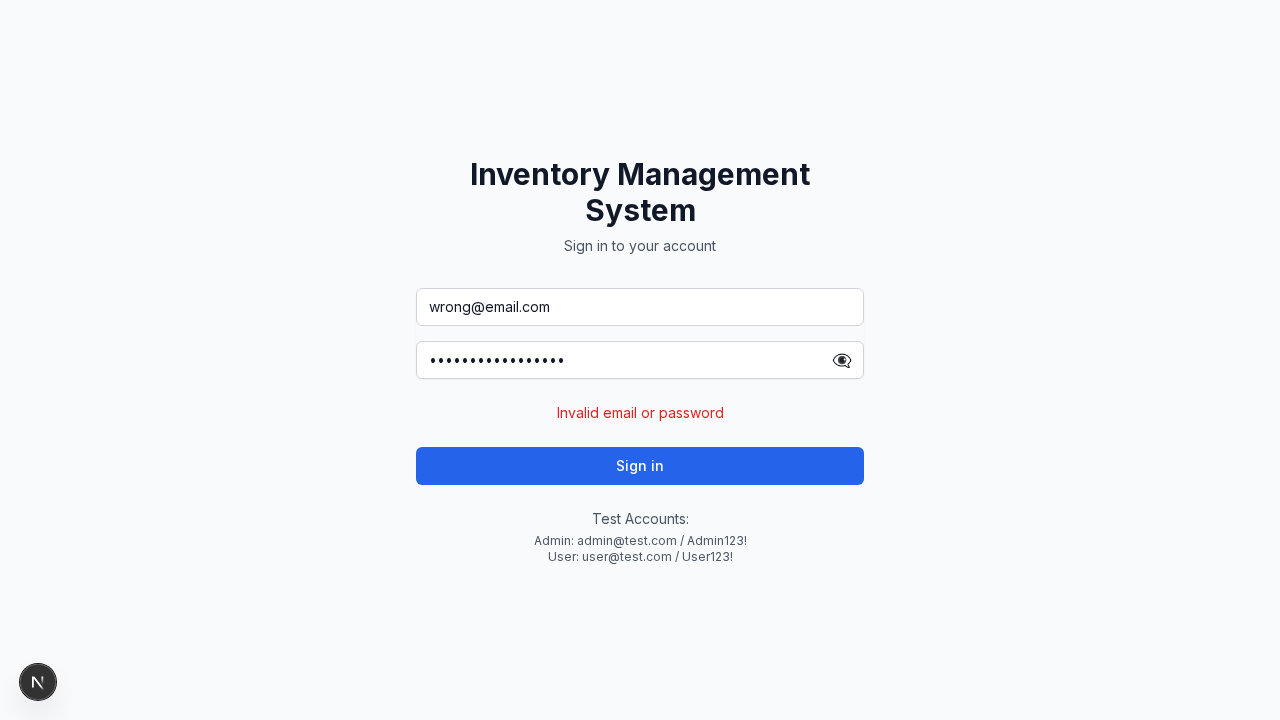 Inventory Management
System
Sign in to your account
wrong@email.com
•••••••••••••••••
Invalid email or password
Sign in
Test Accounts:
Admin: admin@test.com / Admin123!
User: user@test.com / User123!
N